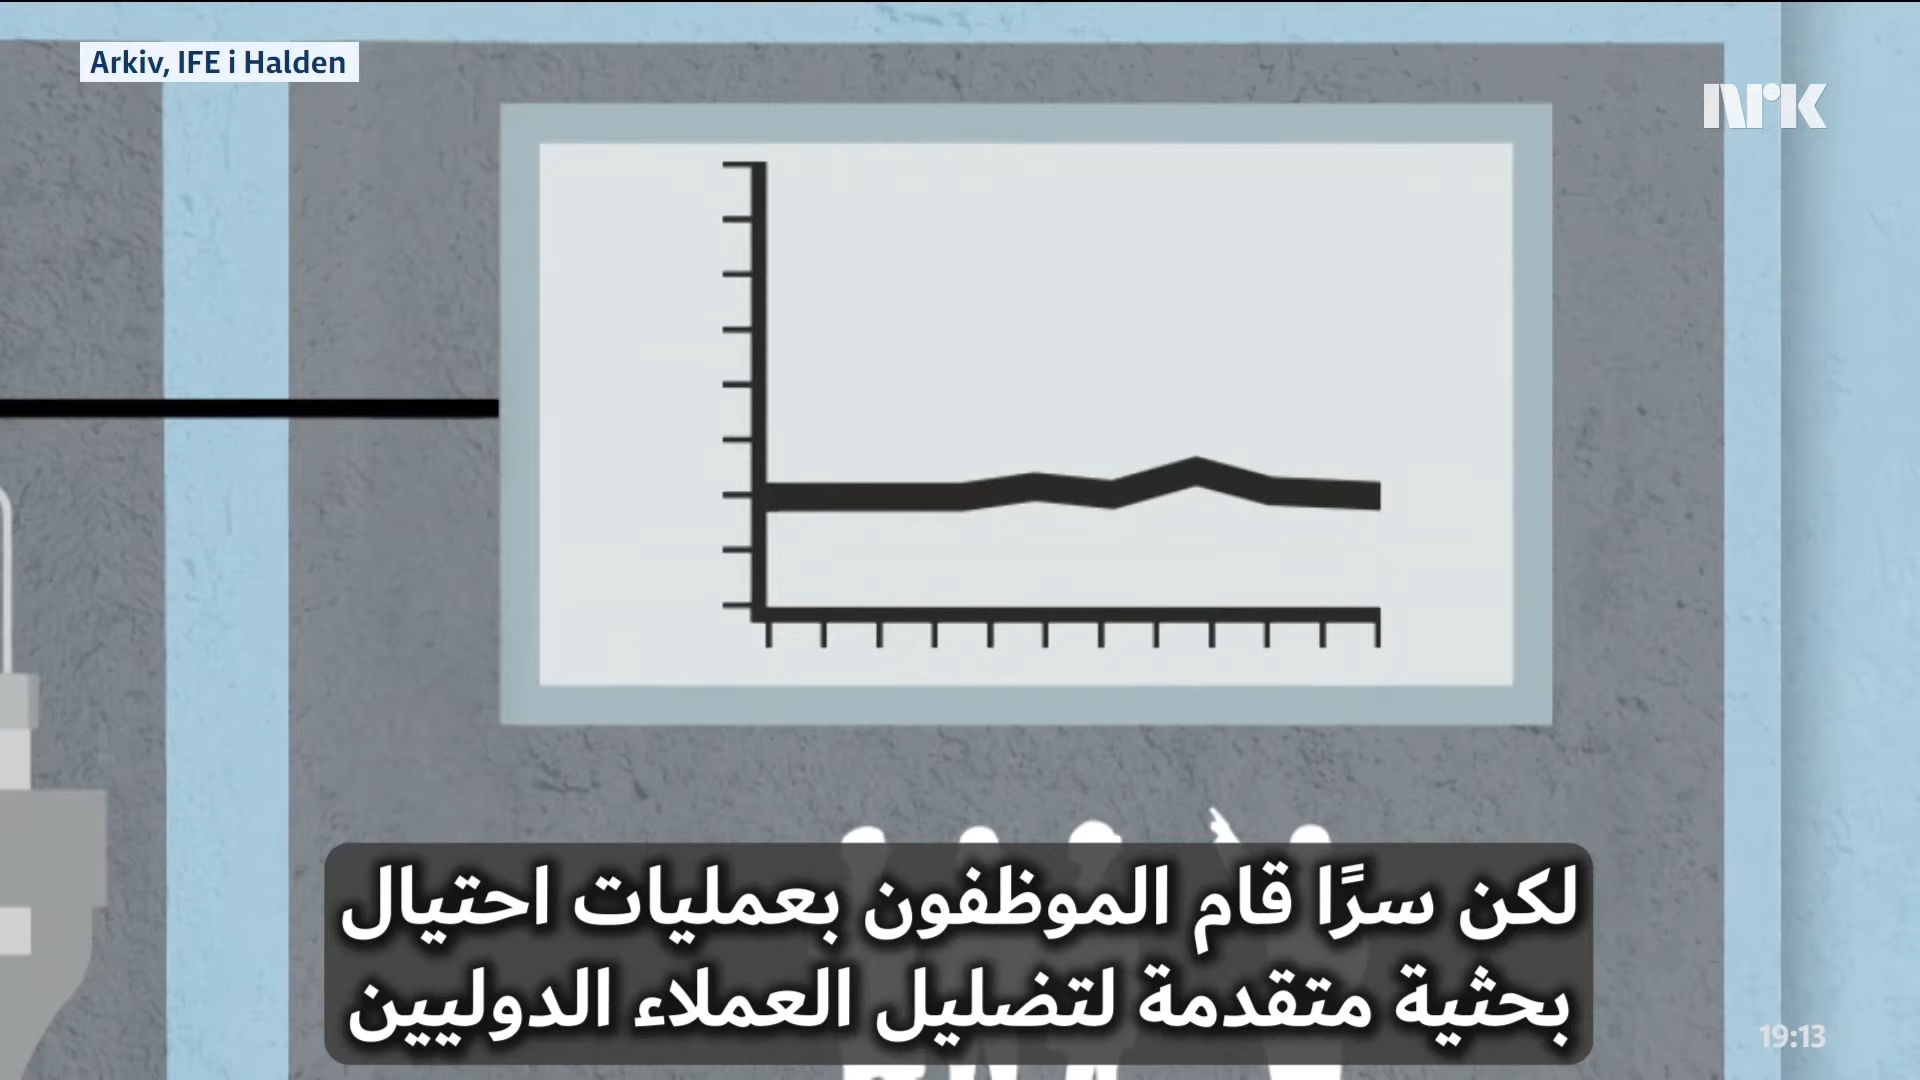 Arkiv, IFE i Halden
NRK
لكن سرًا قام الموظفون بعمليات احتيال
بحثية متقدمة لتضليل العملاء الدوليين
19:13